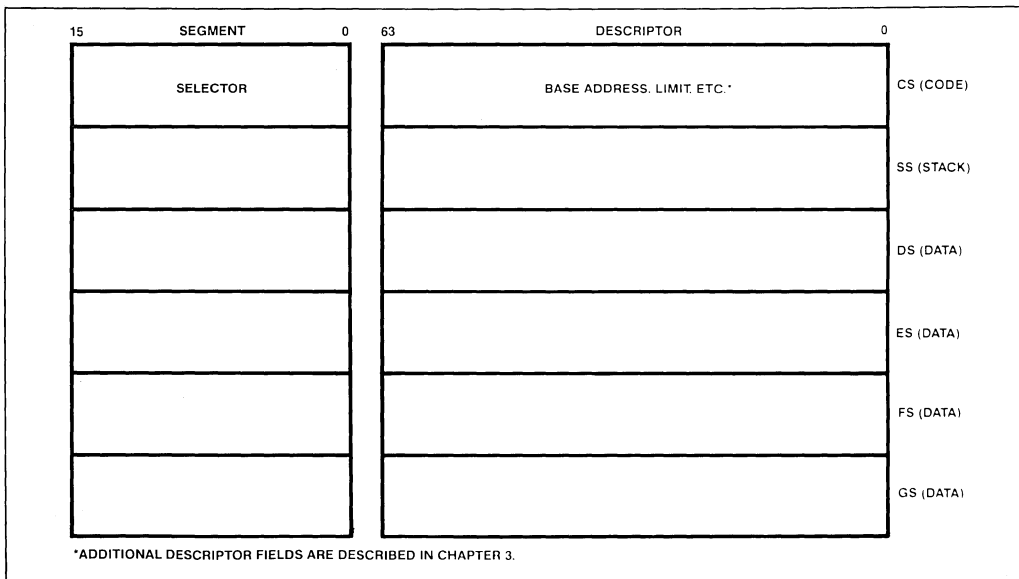 15 SEGMENT 0 63 DESCRIPTOR 0
SELECTOR BASE ADDRESS. LIMIT. ETC.* CS (CODE)
SS (STACK)
DS (DATA)
ES (DATA)
FS (DATA)
GS (DATA)
*ADDITIONAL DESCRIPTOR FIELDS ARE DESCRIBED IN CHAPTER 3.